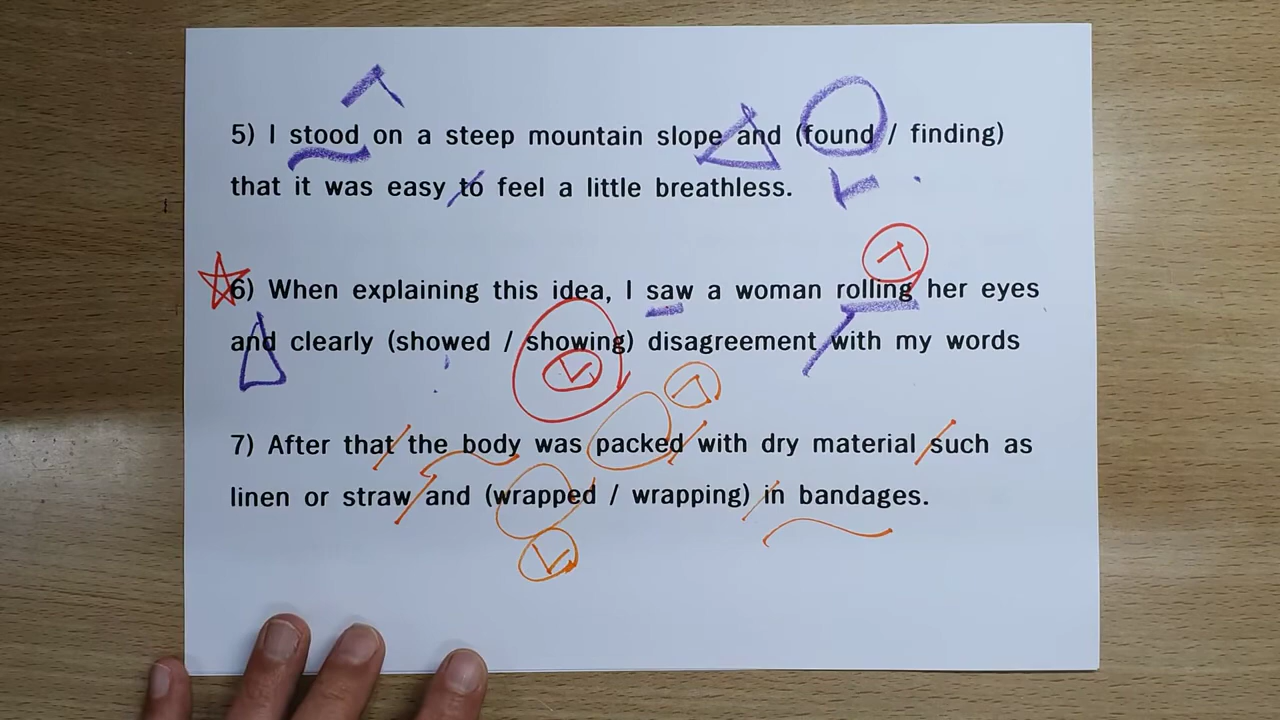 5) I stood on a steep mountain slope and (found / finding)
that it was easy to feel a little breathless.
6) When explaining this idea, I saw a woman rolling her eyes
and clearly (showed / showing) disagreement with my words
7) After that the body was packed with dry material such as
linen or straw and (wrapped / wrapping) in bandages.